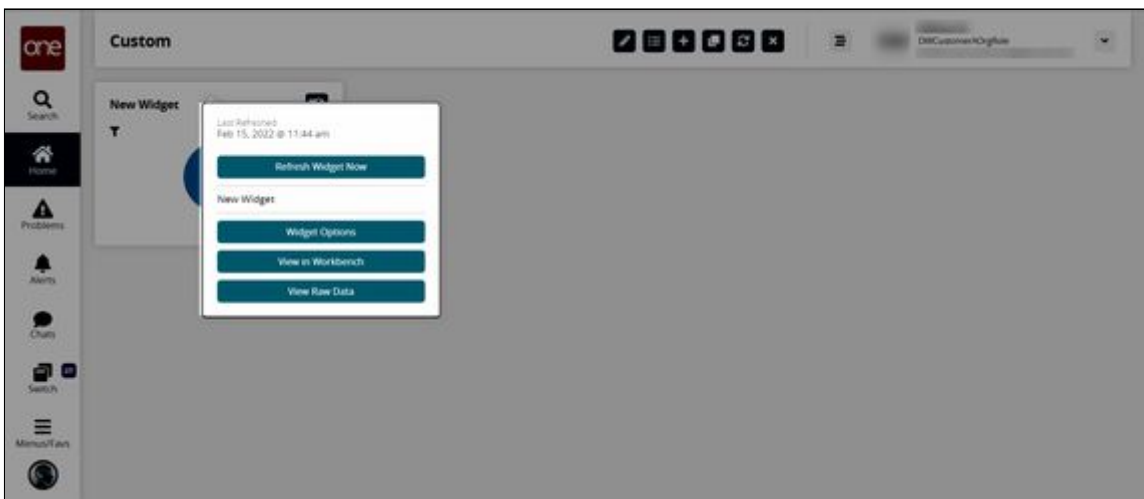 one
Custom
Search
Home
Problems
Alerts
Chats
Switch
Menus/Favs
New Widget
Last Refreshed
Feb 15, 2022 @ 11:44 am
Refresh Widget Now
New Widget
Widget Options
View in Workbench
View Raw Data